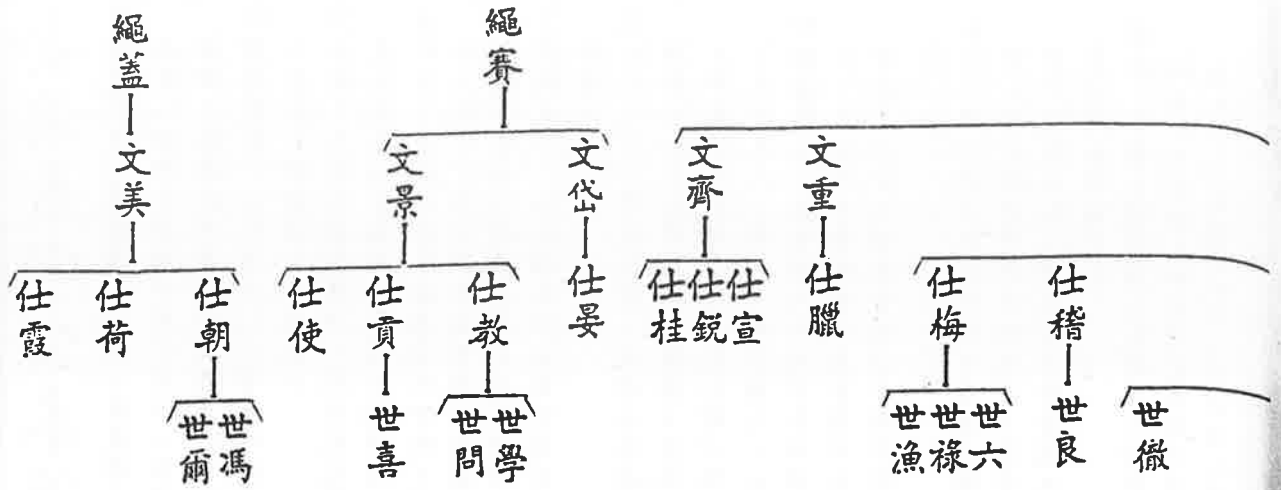 繩賽
繩蓋
文重
文齊
文岱
文景
文美
仕稽
仕梅
仕臘
仕宣
仕鋭
仕桂
仕晏
仕教
仕貢
仕使
仕朝
仕荷
仕霞
世徹
世良
世六
世祿
世漁
世學
世問
世喜
世馮
世爾